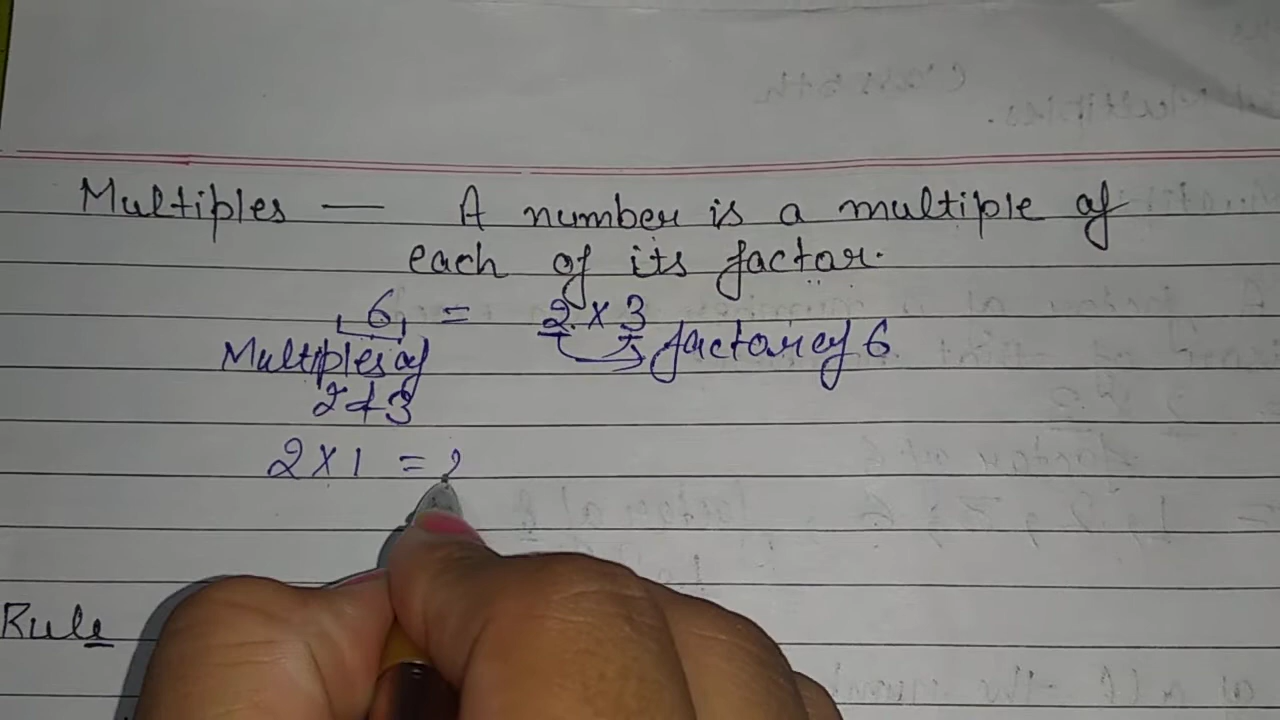 Multiples — A number is a multiple of
each of its factor.
6 = 2 × 3
Multiples of factor of 6
2 & 3
2 × 1 = 2
Rule